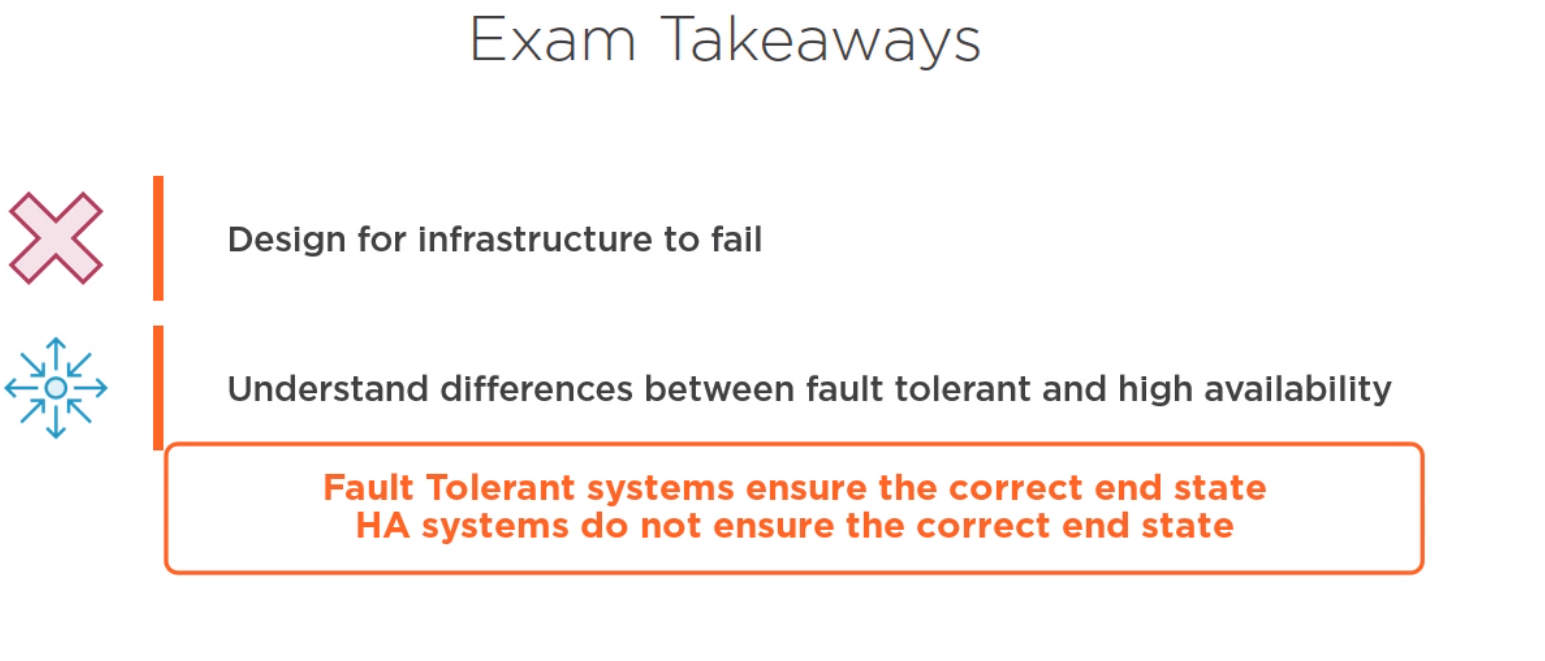 Exam Takeaways
Design for infrastructure to fail
Understand differences between fault tolerant and high availability
Fault Tolerant systems ensure the correct end state
HA systems do not ensure the correct end state